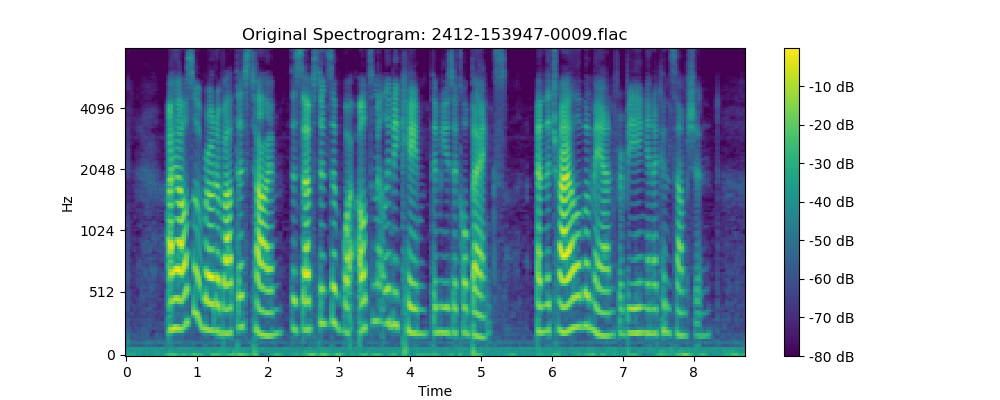 Original Spectrogram: 2412-153947-0009.flac
Hz
4096
2048
1024
512
0
0 1 2 3 4 5 6 7 8
Time
-10 dB
-20 dB
-30 dB
-40 dB
-50 dB
-60 dB
-70 dB
-80 dB